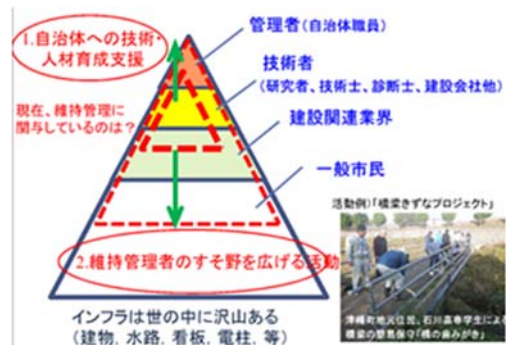 1.自治体への技術・
人材育成支援
管理者(自治体職員)
技術者
(研究者、技術士、診断士、建設会社他)
現在、維持管理に
関与しているのは?
建設関連業界
一般市民
活動例)「橋梁きずなプロジェクト」
2.維持管理者のすそ野を広げる活動
津幡町地元住民、石川高専学生による
橋梁の簡易保守「橋の歯みがき」
インフラは世の中に沢山ある
(建物, 水路, 看板, 電柱, 等)